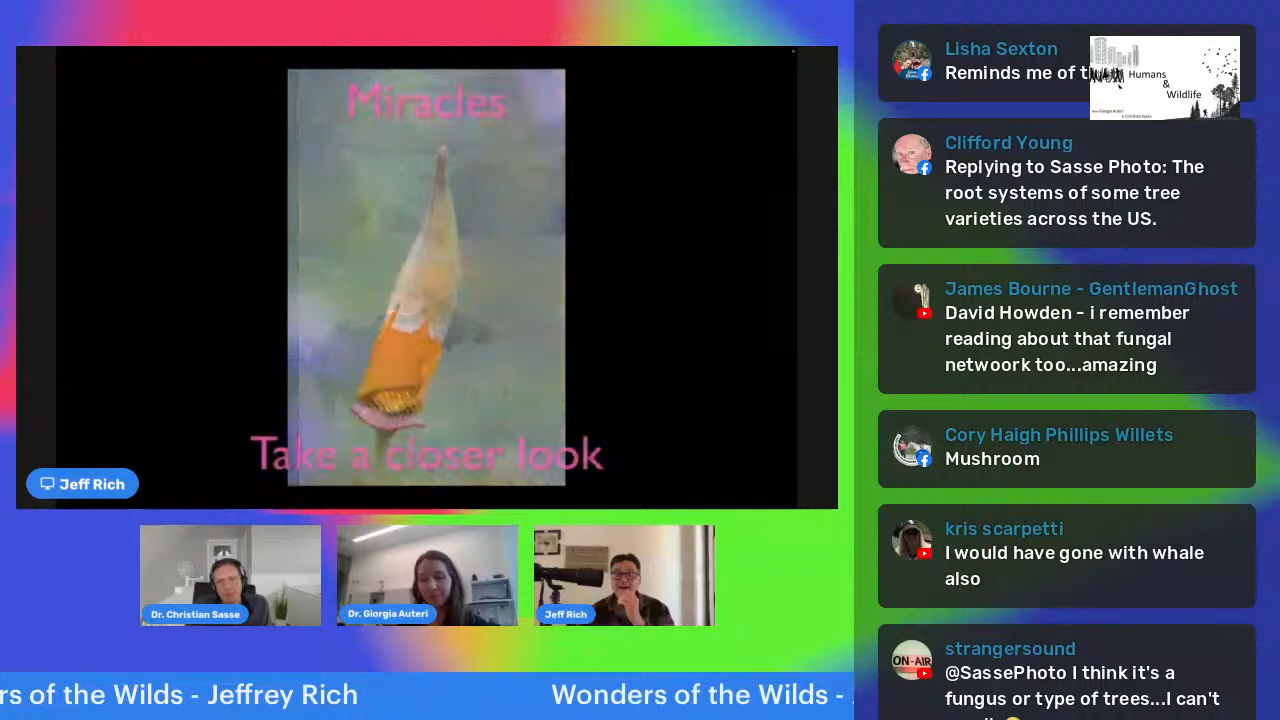 Miracles
Take a closer look
Jeff Rich
Dr. Christian Sasse
Dr. Giorgia Auteri
Jeff Rich
rs of the Wilds - Jeffrey Rich
Wonders of the Wilds -
Lisha Sexton
Reminds me of
Humans
&
Wildlife
Clifford Young
Replying to Sasse Photo: The
root systems of some tree
varieties across the US.
James Bourne - GentlemanGhost
David Howden - i remember
reading about that fungal
netwoork too...amazing
Cory Haigh Phillips Willets
Mushroom
kris scarpetti
I would have gone with whale
also
strangersound
ON-AIR
@SassePhoto I think it's a
fungus or type of trees...I can't